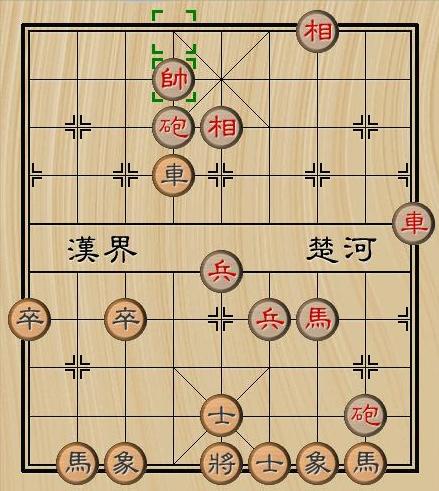 相
帥
砲 相
車
車
漢界 楚河
兵
卒 卒 兵 馬
士 砲
馬 象 將 士 象 馬